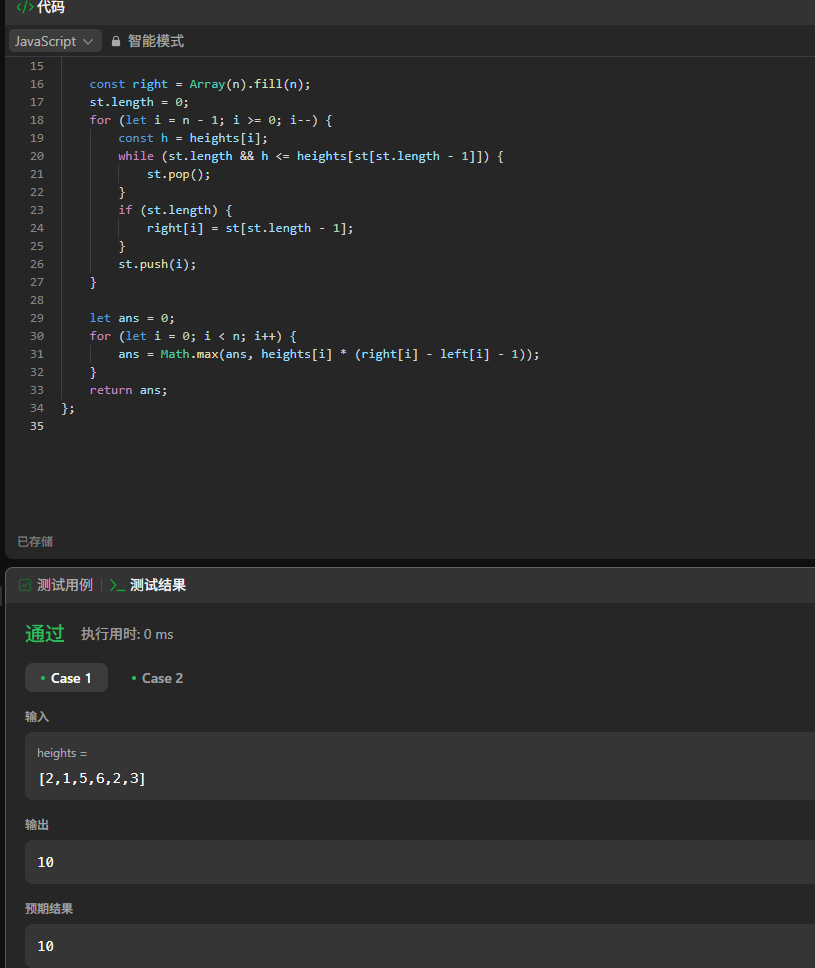 </> 代码
JavaScript 智能模式
15
16 const right = Array(n).fill(n);
17 st.length = 0;
18 for (let i = n - 1; i >= 0; i--) {
19 const h = heights[i];
20 while (st.length && h <= heights[st[st.length - 1]]) {
21 st.pop();
22 }
23 if (st.length) {
24 right[i] = st[st.length - 1];
25 }
26 st.push(i);
27 }
28
29 let ans = 0;
30 for (let i = 0; i < n; i++) {
31 ans = Math.max(ans, heights[i] * (right[i] - left[i] - 1));
32 }
33 return ans;
34 };
35
已存储
测试用例 | >_ 测试结果
通过 执行用时: 0 ms
• Case 1 • Case 2
输入
heights =
[2,1,5,6,2,3]
输出
10
预期结果
10